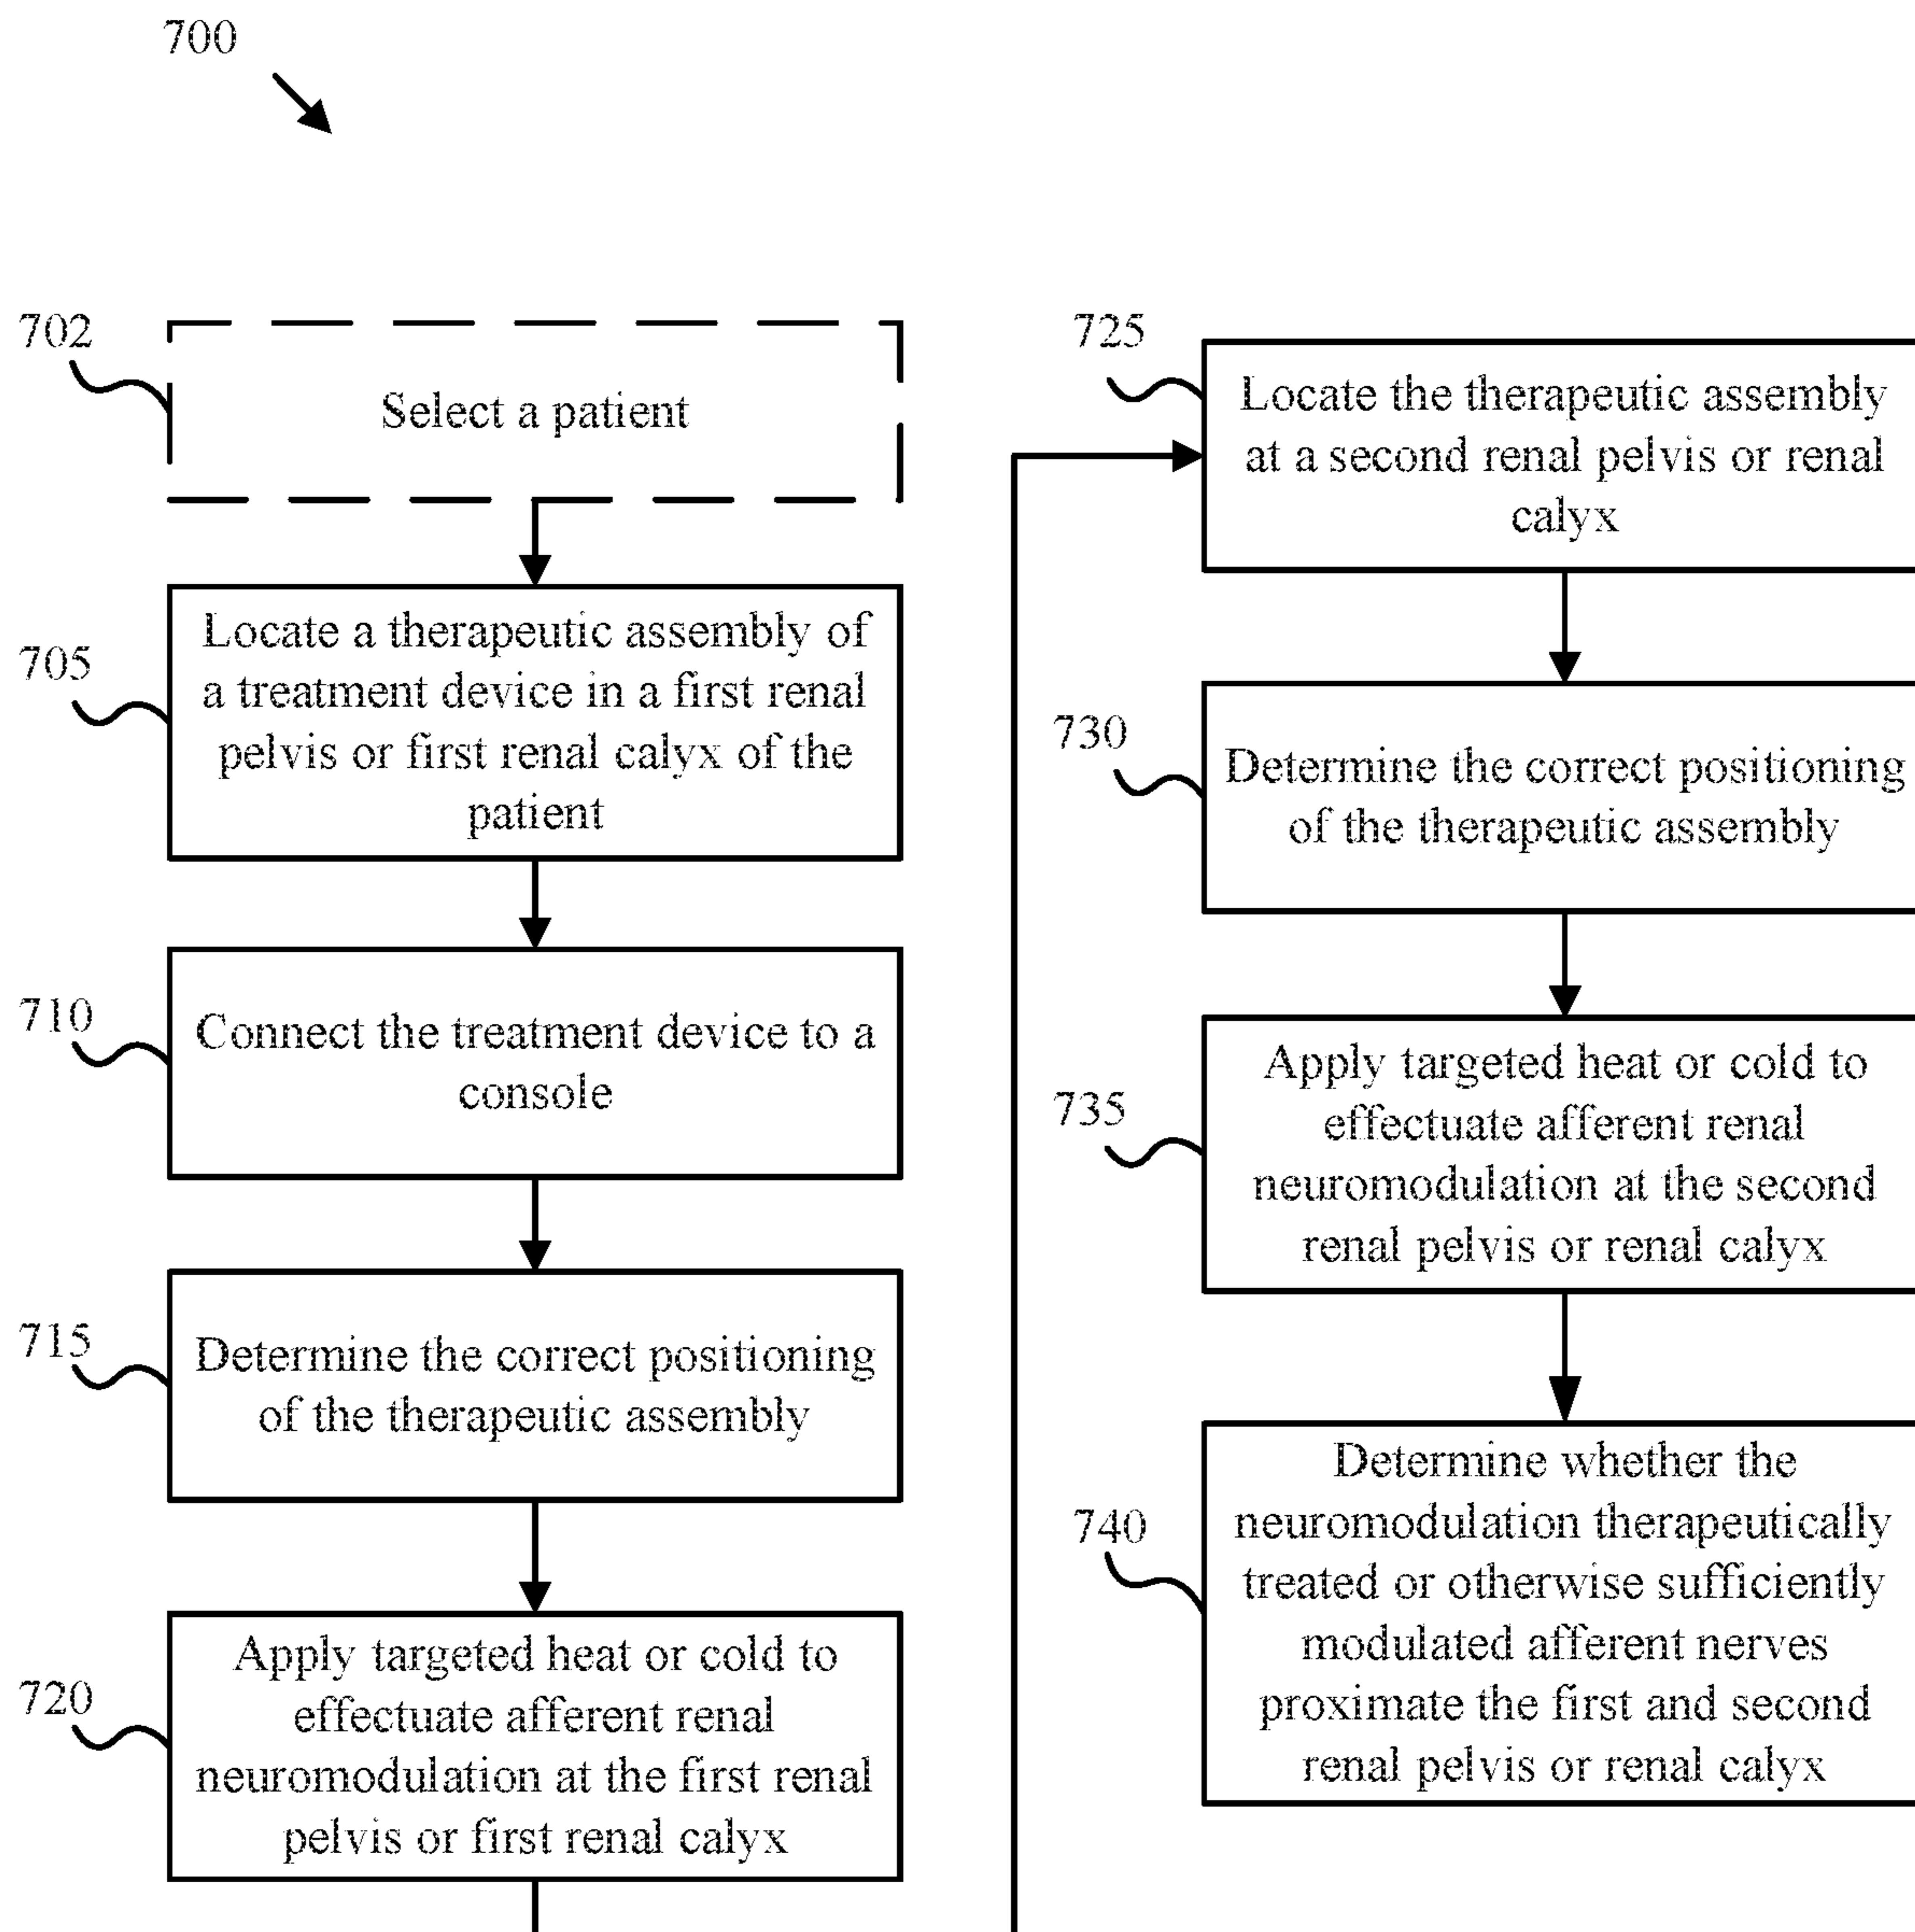 700
702
Select a patient
705
Locate a therapeutic assembly of
a treatment device in a first renal
pelvis or first renal calyx of the
patient
710
Connect the treatment device to a
console
715
Determine the correct positioning
of the therapeutic assembly
720
Apply targeted heat or cold to
effectuate afferent renal
neuromodulation at the first renal
pelvis or first renal calyx
725
Locate the therapeutic assembly
at a second renal pelvis or renal
calyx
730
Determine the correct positioning
of the therapeutic assembly
735
Apply targeted heat or cold to
effectuate afferent renal
neuromodulation at the second
renal pelvis or renal calyx
740
Determine whether the
neuromodulation therapeutically
treated or otherwise sufficiently
modulated afferent nerves
proximate the first and second
renal pelvis or renal calyx